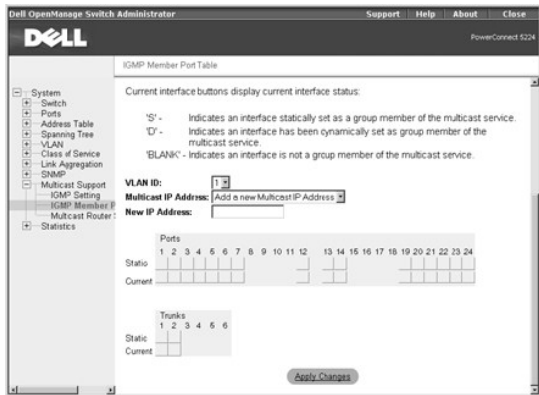 Dell OpenManage Switch Administrator
Support Help About Close
DELL
PowerConnect 5224
IGMP Member Port Table
System
Switch
Ports
Address Table
Spanning Tree
VLAN
Class of Service
Link Aggregation
SNMP
Multicast Support
IGMP Setting
IGMP Member P
Multicast Router S
Statistics
Current interface buttons display current interface status:
'S' - Indicates an interface statically set as a group member of the multicast service.
'D' - Indicates an interface has been cynamically set as group member of the
multicast service.
'BLANK' - Indicates an interface is not a group member of the multicast service.
VLAN ID: 1
Multicast IP Address: Add a new Multicast IP Address
New IP Address:
Ports
1 2 3 4 5 6 7 8 9 10 11 12 13 14 15 16 17 18 19 20 21 22 23 24
Static
Current
Trunks
1 2 3 4 5 6
Static
Current
Apply Changes